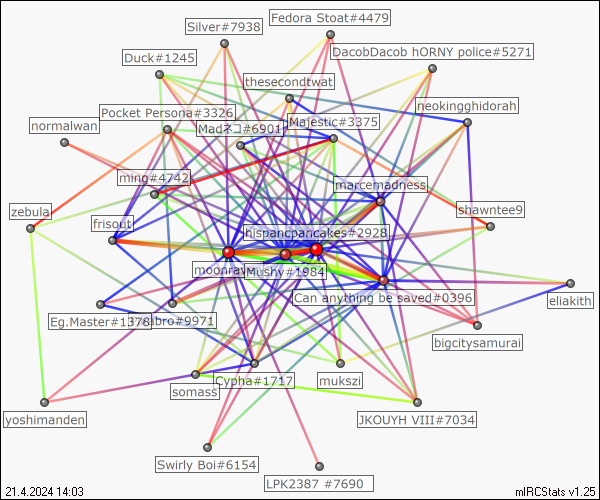 Fedora Stoat#4479
Silver#7938
DacobDacob hORNY police#5271
Duck#1245
thesecondtwat
neokingghidorah
Pocket Persona#3326
Majestic#3375
normalwan
Madネコ#6901
ming#4742
marcemadness
zebula
shawntee9
frisout
hispancpancakes#2928
moonray
Mushy#1984
Can anything be saved#0396
eliakith
Eg.Master#1378
ubro#9971
bigcitysamurai
Cypha#1717
mukszi
somass
yoshimanden
JKOUYH VIII#7034
Swirly Boi#6154
LPK2387 #7690
21.4.2024 14:03
mIRCStats v1.25